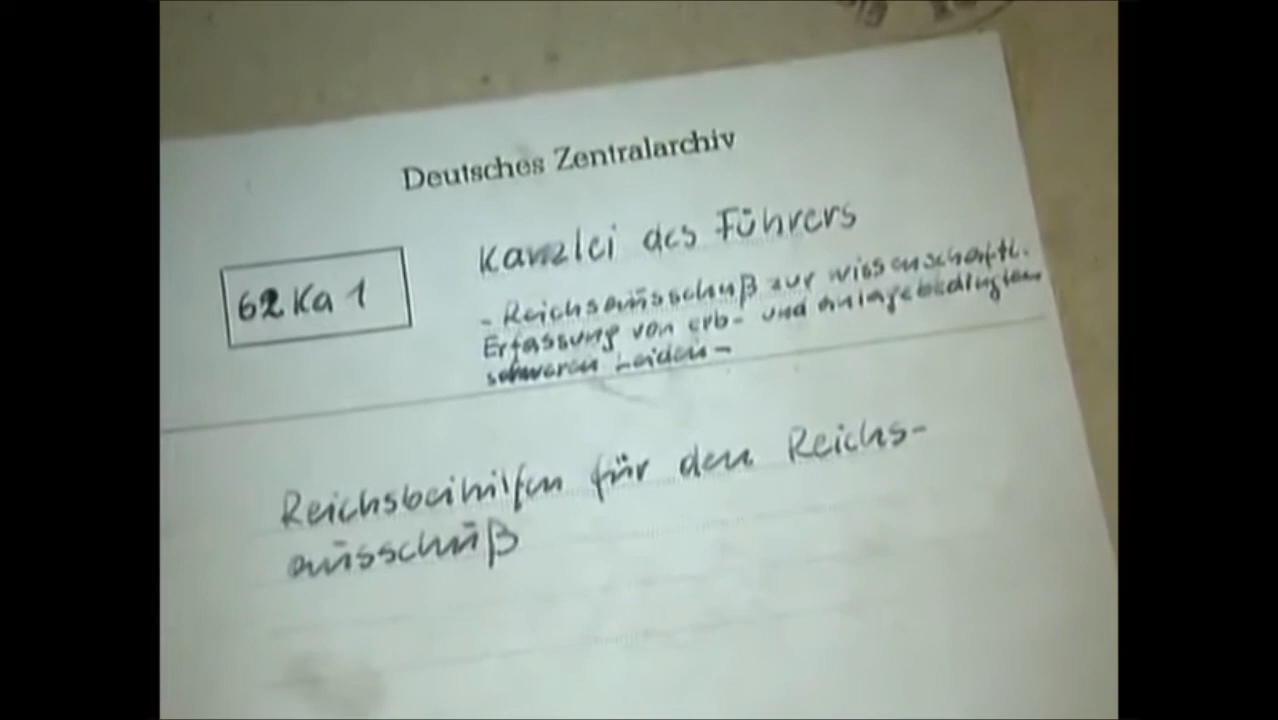 Deutsches Zentralarchiv
62 Ka 1
Kanzlei des Führers
- Reichsausschuß zur wissenschaftl.
Erfassung von erb- und anlagebedingten
schweren Leiden -
Reichsbeihilfen für den Reichs-
ausschuß